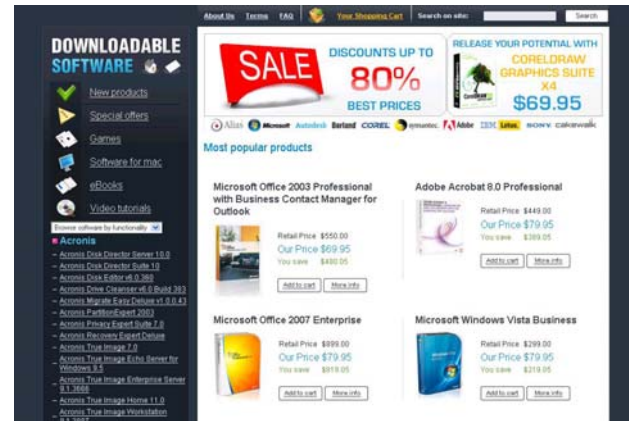 About Us Terms FAQ Your Shopping Cart Search on site: Search
DOWNLOADABLE
SOFTWARE
New products
Special offers
Games
Software for mac
eBooks
Video tutorials
Browse software by functionality
Acronis
– Acronis Disk Director Server 10.0
– Acronis Disk Director Suite 10
– Acronis Disk Editor v6.0.360
– Acronis Drive Cleanser v6.0 Build 383
– Acronis Migrate Easy Deluxe v1.0.0.43
– Acronis PartitionExpert 2003
– Acronis Privacy Expert Suite 7.0
– Acronis Recovery Expert Deluxe
– Acronis True Image 7.0
– Acronis True Image Echo Server for
Windows 9.5
– Acronis True Image Enterprise Server
9.1.3666
– Acronis True Image Home 11.0
– Acronis True Image Workstation
SALE
DISCOUNTS UP TO
80%
BEST PRICES
RELEASE YOUR POTENTIAL WITH
CORELDRAW
GRAPHICS SUITE
X4
$69.95
Alias Microsoft Autodesk Borland COREL symantec. Adobe IBM Lotus. SONY cakewalk
Most popular products
Microsoft Office 2003 Professional
with Business Contact Manager for
Outlook
Retail Price $550.00
Our Price $69.95
You save $480.05
Add to cart More info
Adobe Acrobat 8.0 Professional
Retail Price $449.00
Our Price $79.95
You save $369.05
Add to cart More info
Microsoft Office 2007 Enterprise
Retail Price $899.00
Our Price $79.95
You save $819.05
Add to cart More info
Microsoft Windows Vista Business
Retail Price $299.00
Our Price $79.95
You save $219.05
Add to cart More info